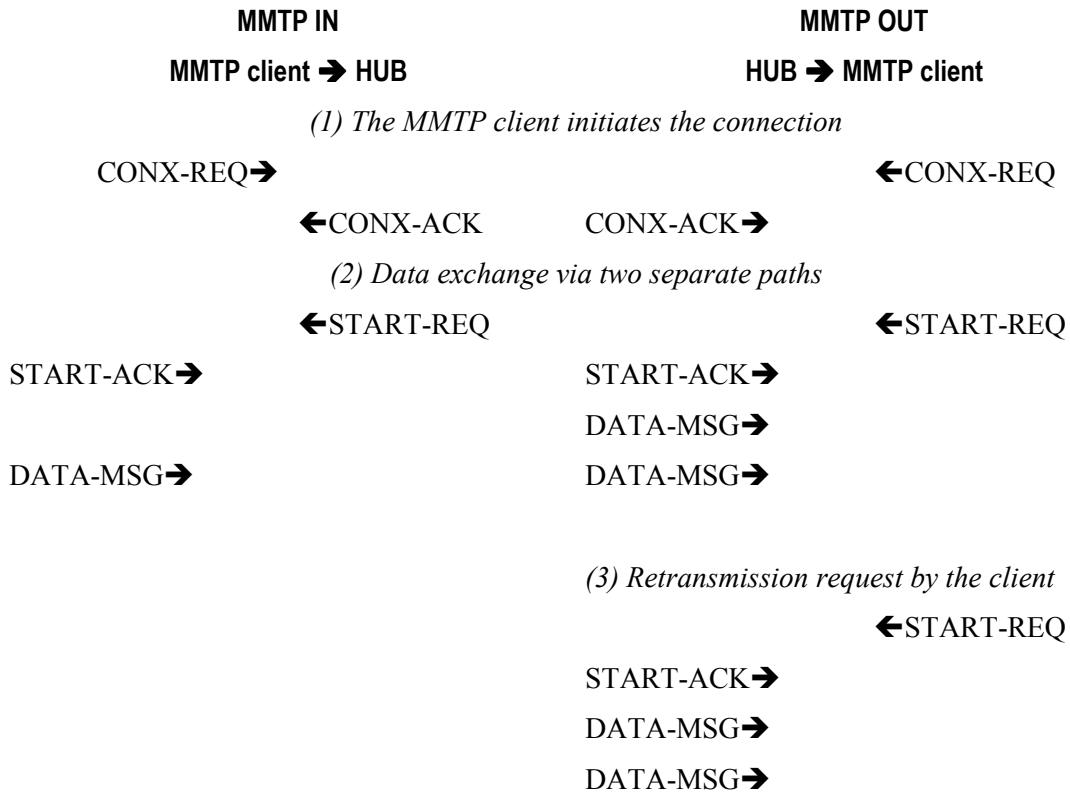 MMTP IN MMTP OUT
MMTP client ➔ HUB HUB ➔ MMTP client
(1) The MMTP client initiates the connection
CONX-REQ➔ 🡸CONX-REQ
🡸CONX-ACK CONX-ACK➔
(2) Data exchange via two separate paths
🡸START-REQ 🡸START-REQ
START-ACK➔ START-ACK➔
DATA-MSG➔
DATA-MSG➔ DATA-MSG➔
(3) Retransmission request by the client
🡸START-REQ
START-ACK➔
DATA-MSG➔
DATA-MSG➔